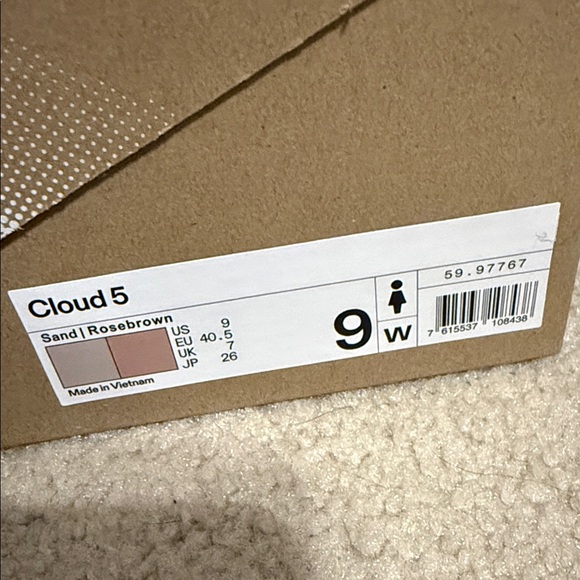 Cloud 5
Sand | Rosebrown
US 9
EU 40.5
UK 7
JP 26
Made in Vietnam
9
W
59.97767
7 615537 108438